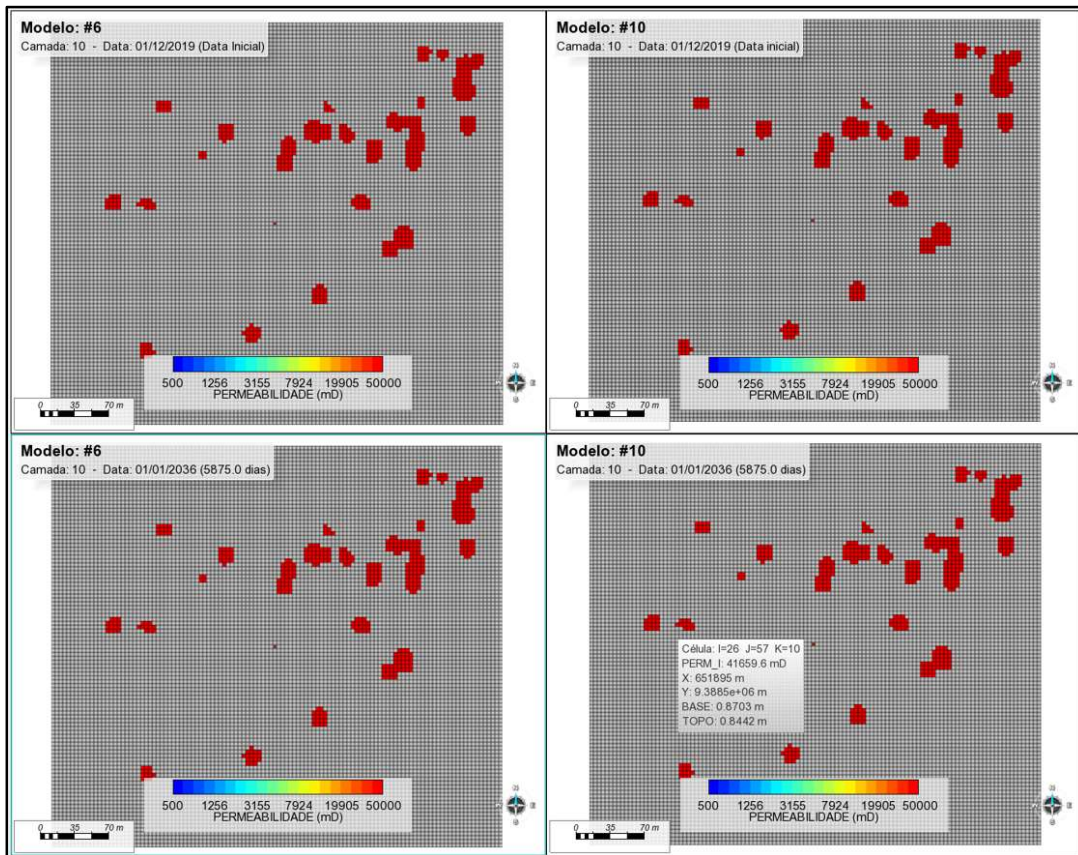 Modelo: #6
Camada: 10 - Data: 01/12/2019 (Data Inicial)
500 1256 3155 7924 19905 50000
PERMEABILIDADE (mD)
0 35 70 m
Modelo: #10
Camada: 10 - Data: 01/12/2019 (Data inicial)
500 1256 3155 7924 19905 50000
PERMEABILIDADE (mD)
0 35 70 m
Modelo: #6
Camada: 10 - Data: 01/01/2036 (5875.0 dias)
500 1256 3155 7924 19905 50000
PERMEABILIDADE (mD)
0 35 70 m
Modelo: #10
Camada: 10 - Data: 01/01/2036 (5875.0 dias)
Célula: I=26 J=57 K=10
PERM_I: 41659.6 mD
X: 651895 m
Y: 9.3885e+06 m
BASE: 0.8703 m
TOPO: 0.8442 m
500 1256 3155 7924 19905 50000
PERMEABILIDADE (mD)
0 35 70 m